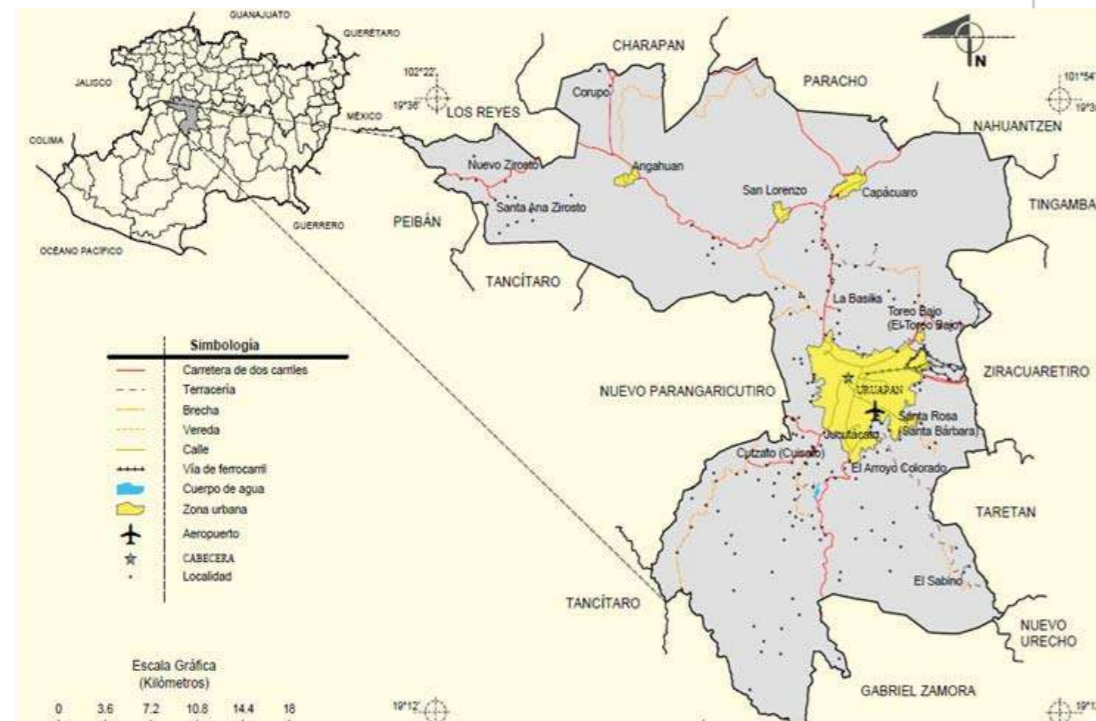 GUANAJUATO
QUERÉTARO
JALISCO
MÉXICO
COLIMA
GUERRERO
OCÉANO PACÍFICO
CHARAPAN
PARACHO
N
102°22'
19°36'
101°54'
LOS REYES
NAHUANTZEN
Corupo
Nuevo Zirosto
Angahuan
San Lorenzo
Capácuaro
Santa Ana Zirosto
PEIBÁN
TINGAMBA
TANCÍTARO
La Basilia
Toreo Bajo
(El Toreo Bajo)
NUEVO PARANGARICUTIRO
URUAPAN
ZIRACUARETIRO
Santa Rosa
(Santa Bárbara)
Jucutácato
Cutzato (Cuisato)
El Arroyo Colorado
TARETAN
El Sabino
TANCÍTARO
NUEVO
URECHO
GABRIEL ZAMORA
19°12'
Simbología
Carretera de dos carriles
Terracería
Brecha
Vereda
Calle
Vía de ferrocarril
Cuerpo de agua
Zona urbana
Aeropuerto
CABECERA
Localidad
Escala Gráfica
(Kilómetros)
0 3.6 7.2 10.8 14.4 18